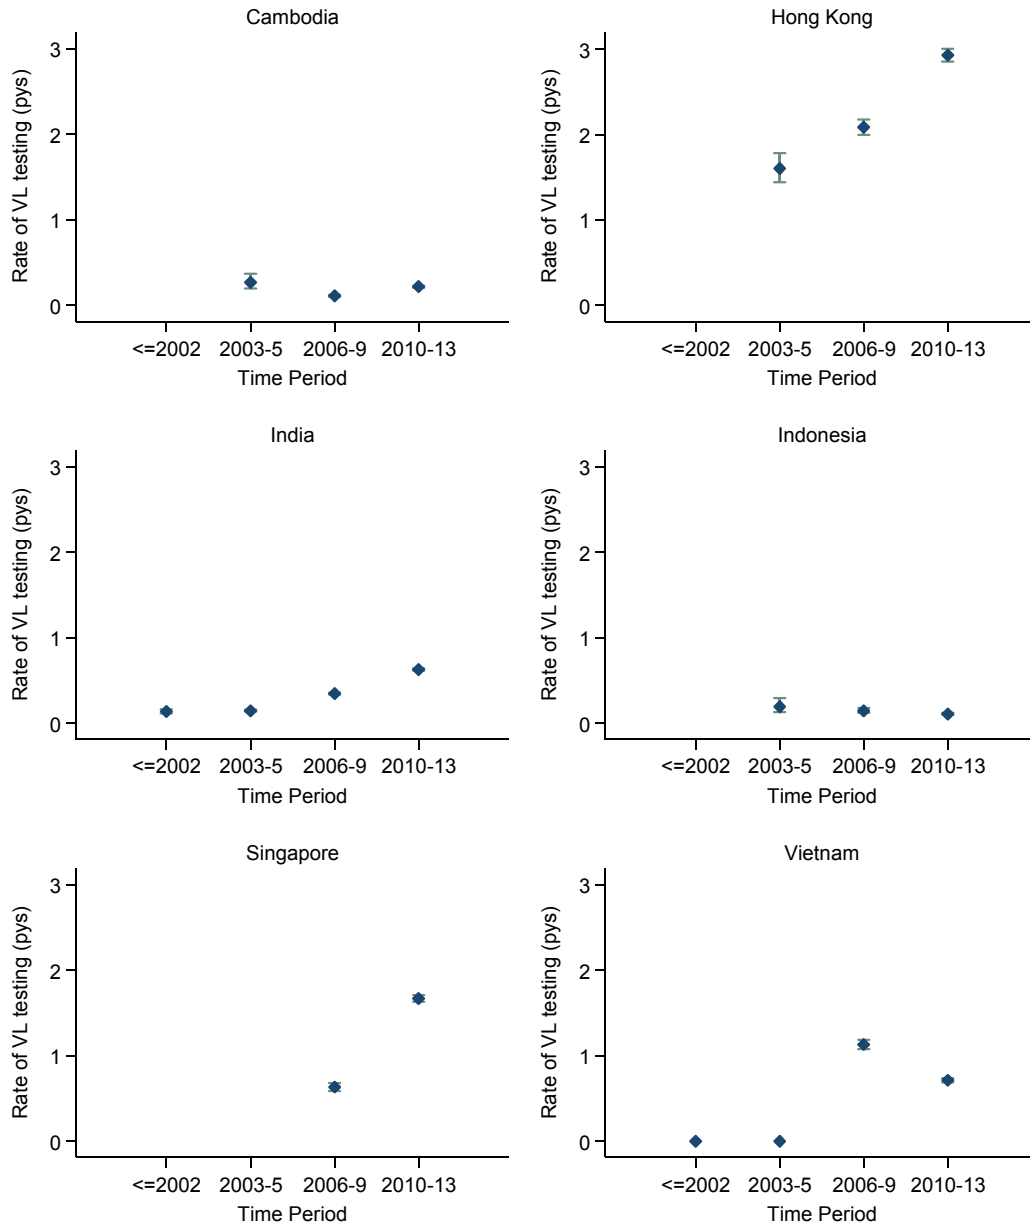 Cambodia
Rate of VL testing (pys)
3
2
1
0
<=2002 2003-5 2006-9 2010-13
Time Period
Hong Kong
Rate of VL testing (pys)
3
2
1
0
<=2002 2003-5 2006-9 2010-13
Time Period
India
Rate of VL testing (pys)
3
2
1
0
<=2002 2003-5 2006-9 2010-13
Time Period
Indonesia
Rate of VL testing (pys)
3
2
1
0
<=2002 2003-5 2006-9 2010-13
Time Period
Singapore
Rate of VL testing (pys)
3
2
1
0
<=2002 2003-5 2006-9 2010-13
Time Period
Vietnam
Rate of VL testing (pys)
3
2
1
0
<=2002 2003-5 2006-9 2010-13
Time Period